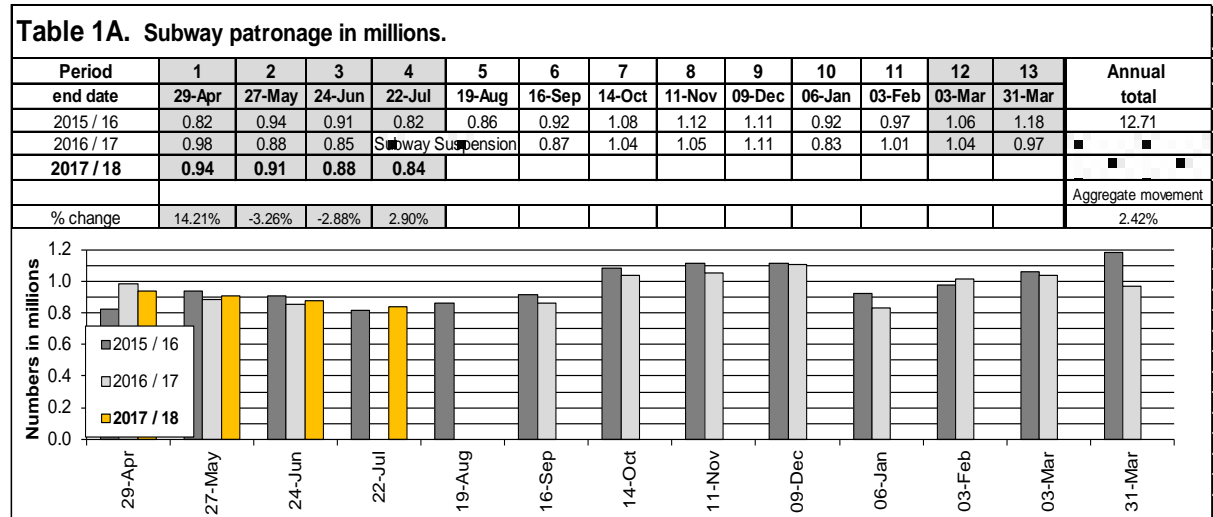 Table 1A. Subway patronage in millions.
Period 1 2 3 4 5 6 7 8 9 10 11 12 13 Annual
end date 29-Apr 27-May 24-Jun 22-Jul 19-Aug 16-Sep 14-Oct 11-Nov 09-Dec 06-Jan 03-Feb 03-Mar 31-Mar total
2015 / 16 0.82 0.94 0.91 0.82 0.86 0.92 1.08 1.12 1.11 0.92 0.97 1.06 1.18 12.71
2016 / 17 0.98 0.88 0.85 Subway Suspension 0.87 1.04 1.05 1.11 0.83 1.01 1.04 0.97
2017 / 18 0.94 0.91 0.88 0.84
Aggregate movement
% change 14.21% -3.26% -2.88% 2.90% 2.42%
Numbers in millions
1.2
1.0
0.8
0.6
0.4
0.2
0.0
2015 / 16
2016 / 17
2017 / 18
29-Apr
27-May
24-Jun
22-Jul
19-Aug
16-Sep
14-Oct
11-Nov
09-Dec
06-Jan
03-Feb
03-Mar
31-Mar